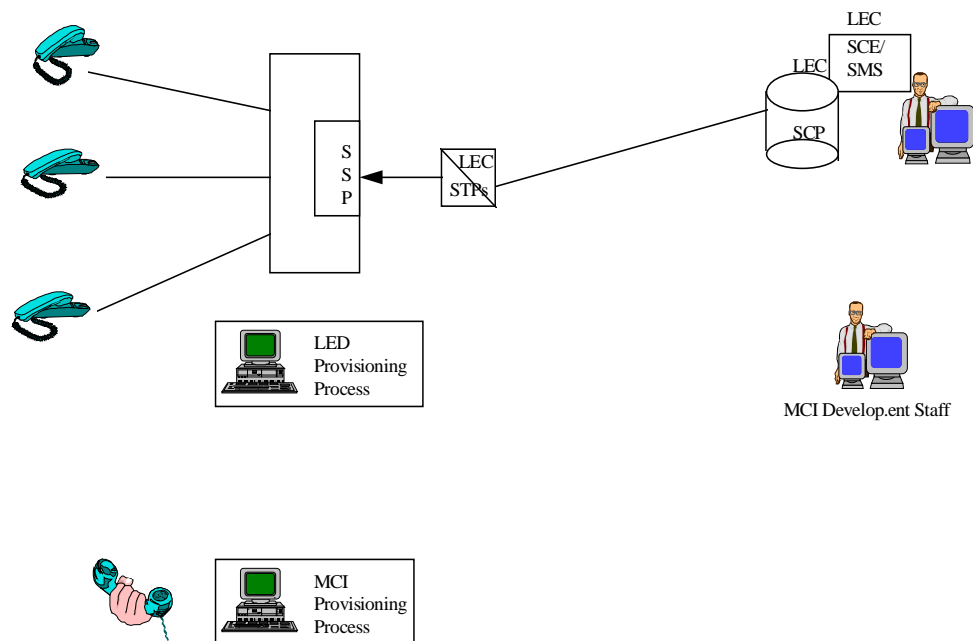 LEC
SCE/
SMS
LEC
SCP
S
S
P
LEC
STPs
LED
Provisioning
Process
MCI Develop.ent Staff
MCI
Provisioning
Process